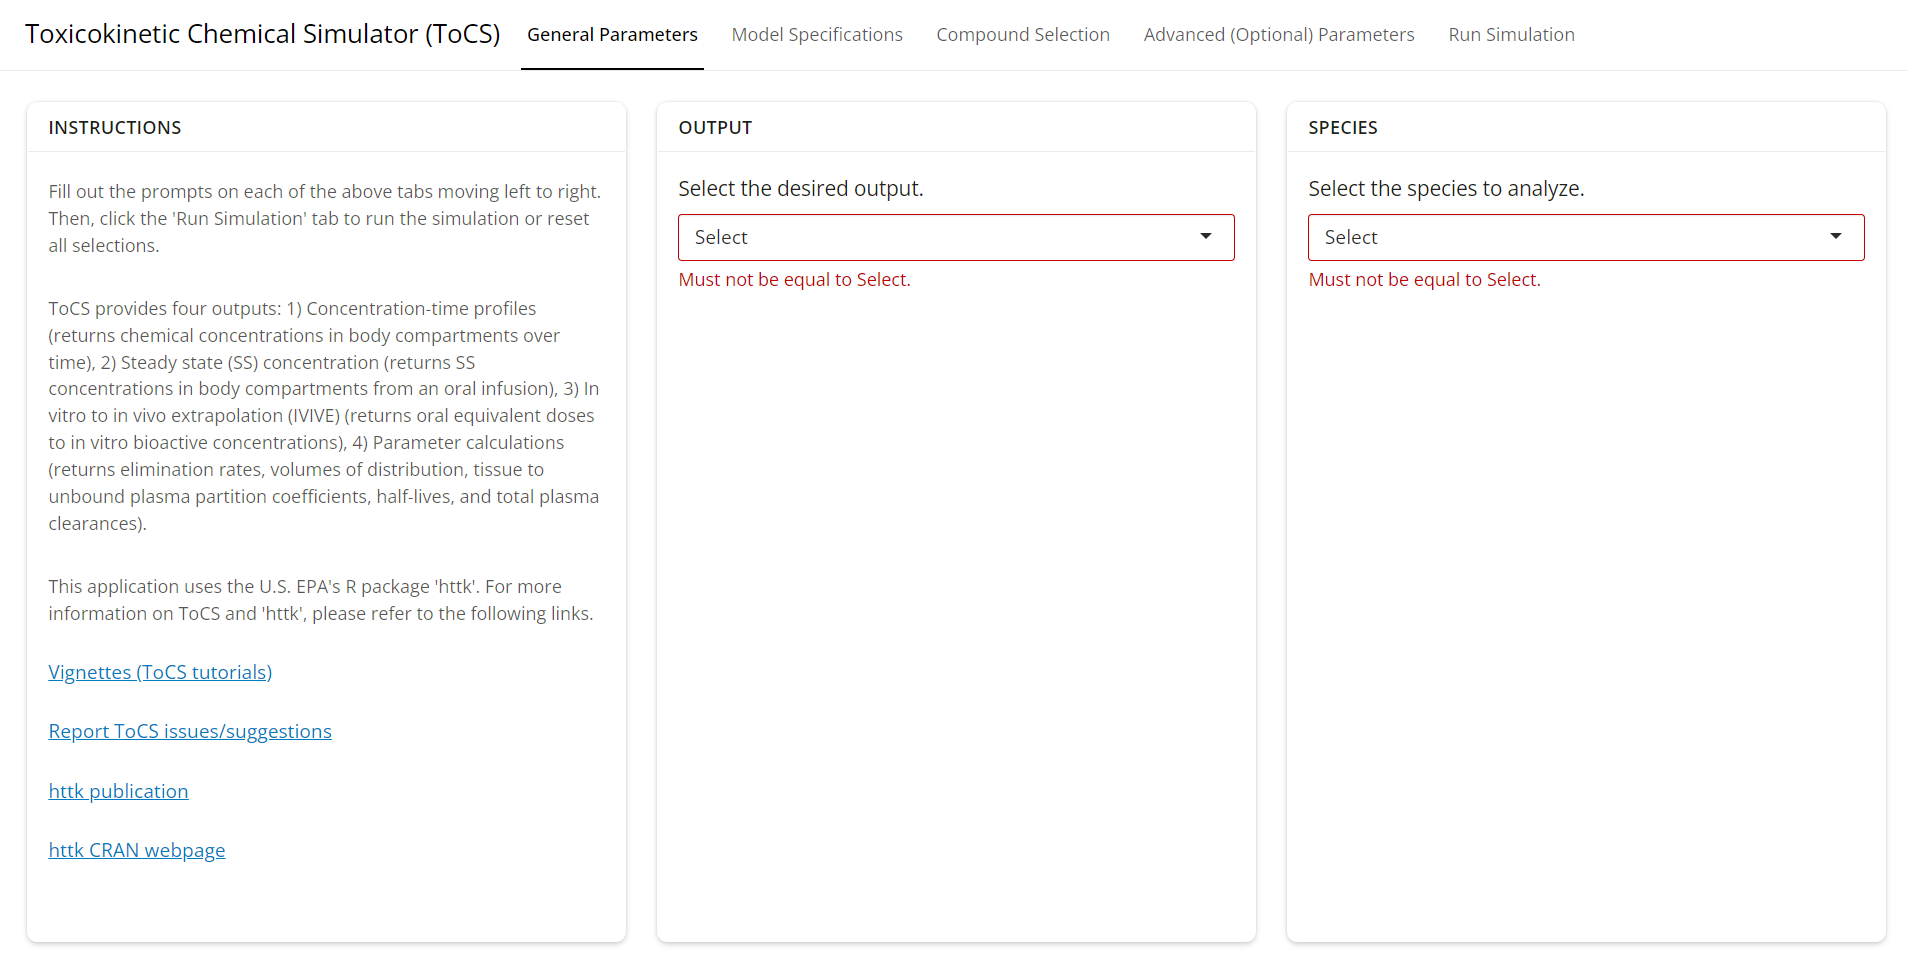 Toxicokinetic Chemical Simulator (ToCS) General Parameters Model Specifications Compound Selection Advanced (Optional) Parameters Run Simulation
INSTRUCTIONS
Fill out the prompts on each of the above tabs moving left to right.
Then, click the 'Run Simulation' tab to run the simulation or reset
all selections.
ToCS provides four outputs: 1) Concentration-time profiles
(returns chemical concentrations in body compartments over
time), 2) Steady state (SS) concentration (returns SS
concentrations in body compartments from an oral infusion), 3) In
vitro to in vivo extrapolation (IVIVE) (returns oral equivalent doses
to in vitro bioactive concentrations), 4) Parameter calculations
(returns elimination rates, volumes of distribution, tissue to
unbound plasma partition coefficients, half-lives, and total plasma
clearances).
This application uses the U.S. EPA's R package 'httk'. For more
information on ToCS and 'httk', please refer to the following links.
Vignettes (ToCS tutorials)
Report ToCS issues/suggestions
httk publication
httk CRAN webpage
OUTPUT
Select the desired output.
Select
Must not be equal to Select.
SPECIES
Select the species to analyze.
Select
Must not be equal to Select.